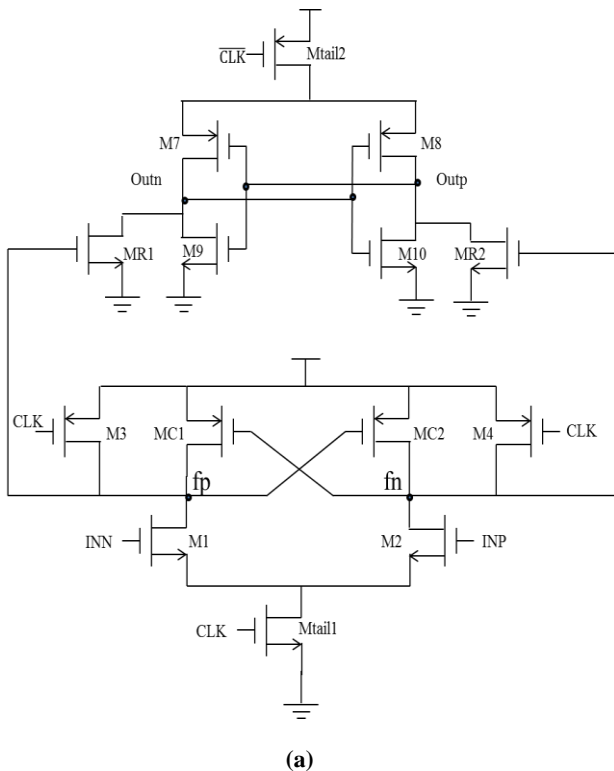 CLK
Mtail2
M7
M8
Outn
Outp
MR1
M9
M10
MR2
CLK
M3
MC1
MC2
M4
CLK
fp
fn
INN
M1
M2
INP
CLK
Mtail1
(a)